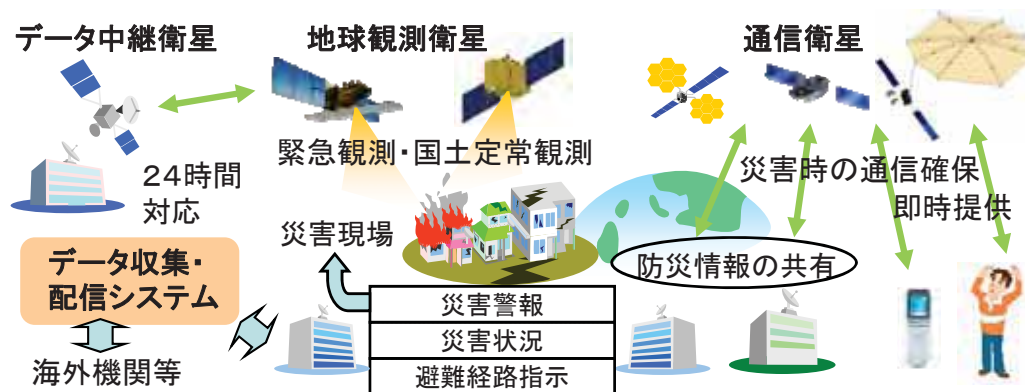 データ中継衛星
地球観測衛星
通信衛星
緊急観測・国土定常観測
24時間
対応
災害時の通信確保
即時提供
災害現場
防災情報の共有
データ収集・
配信システム
災害警報
災害状況
避難経路指示
海外機関等